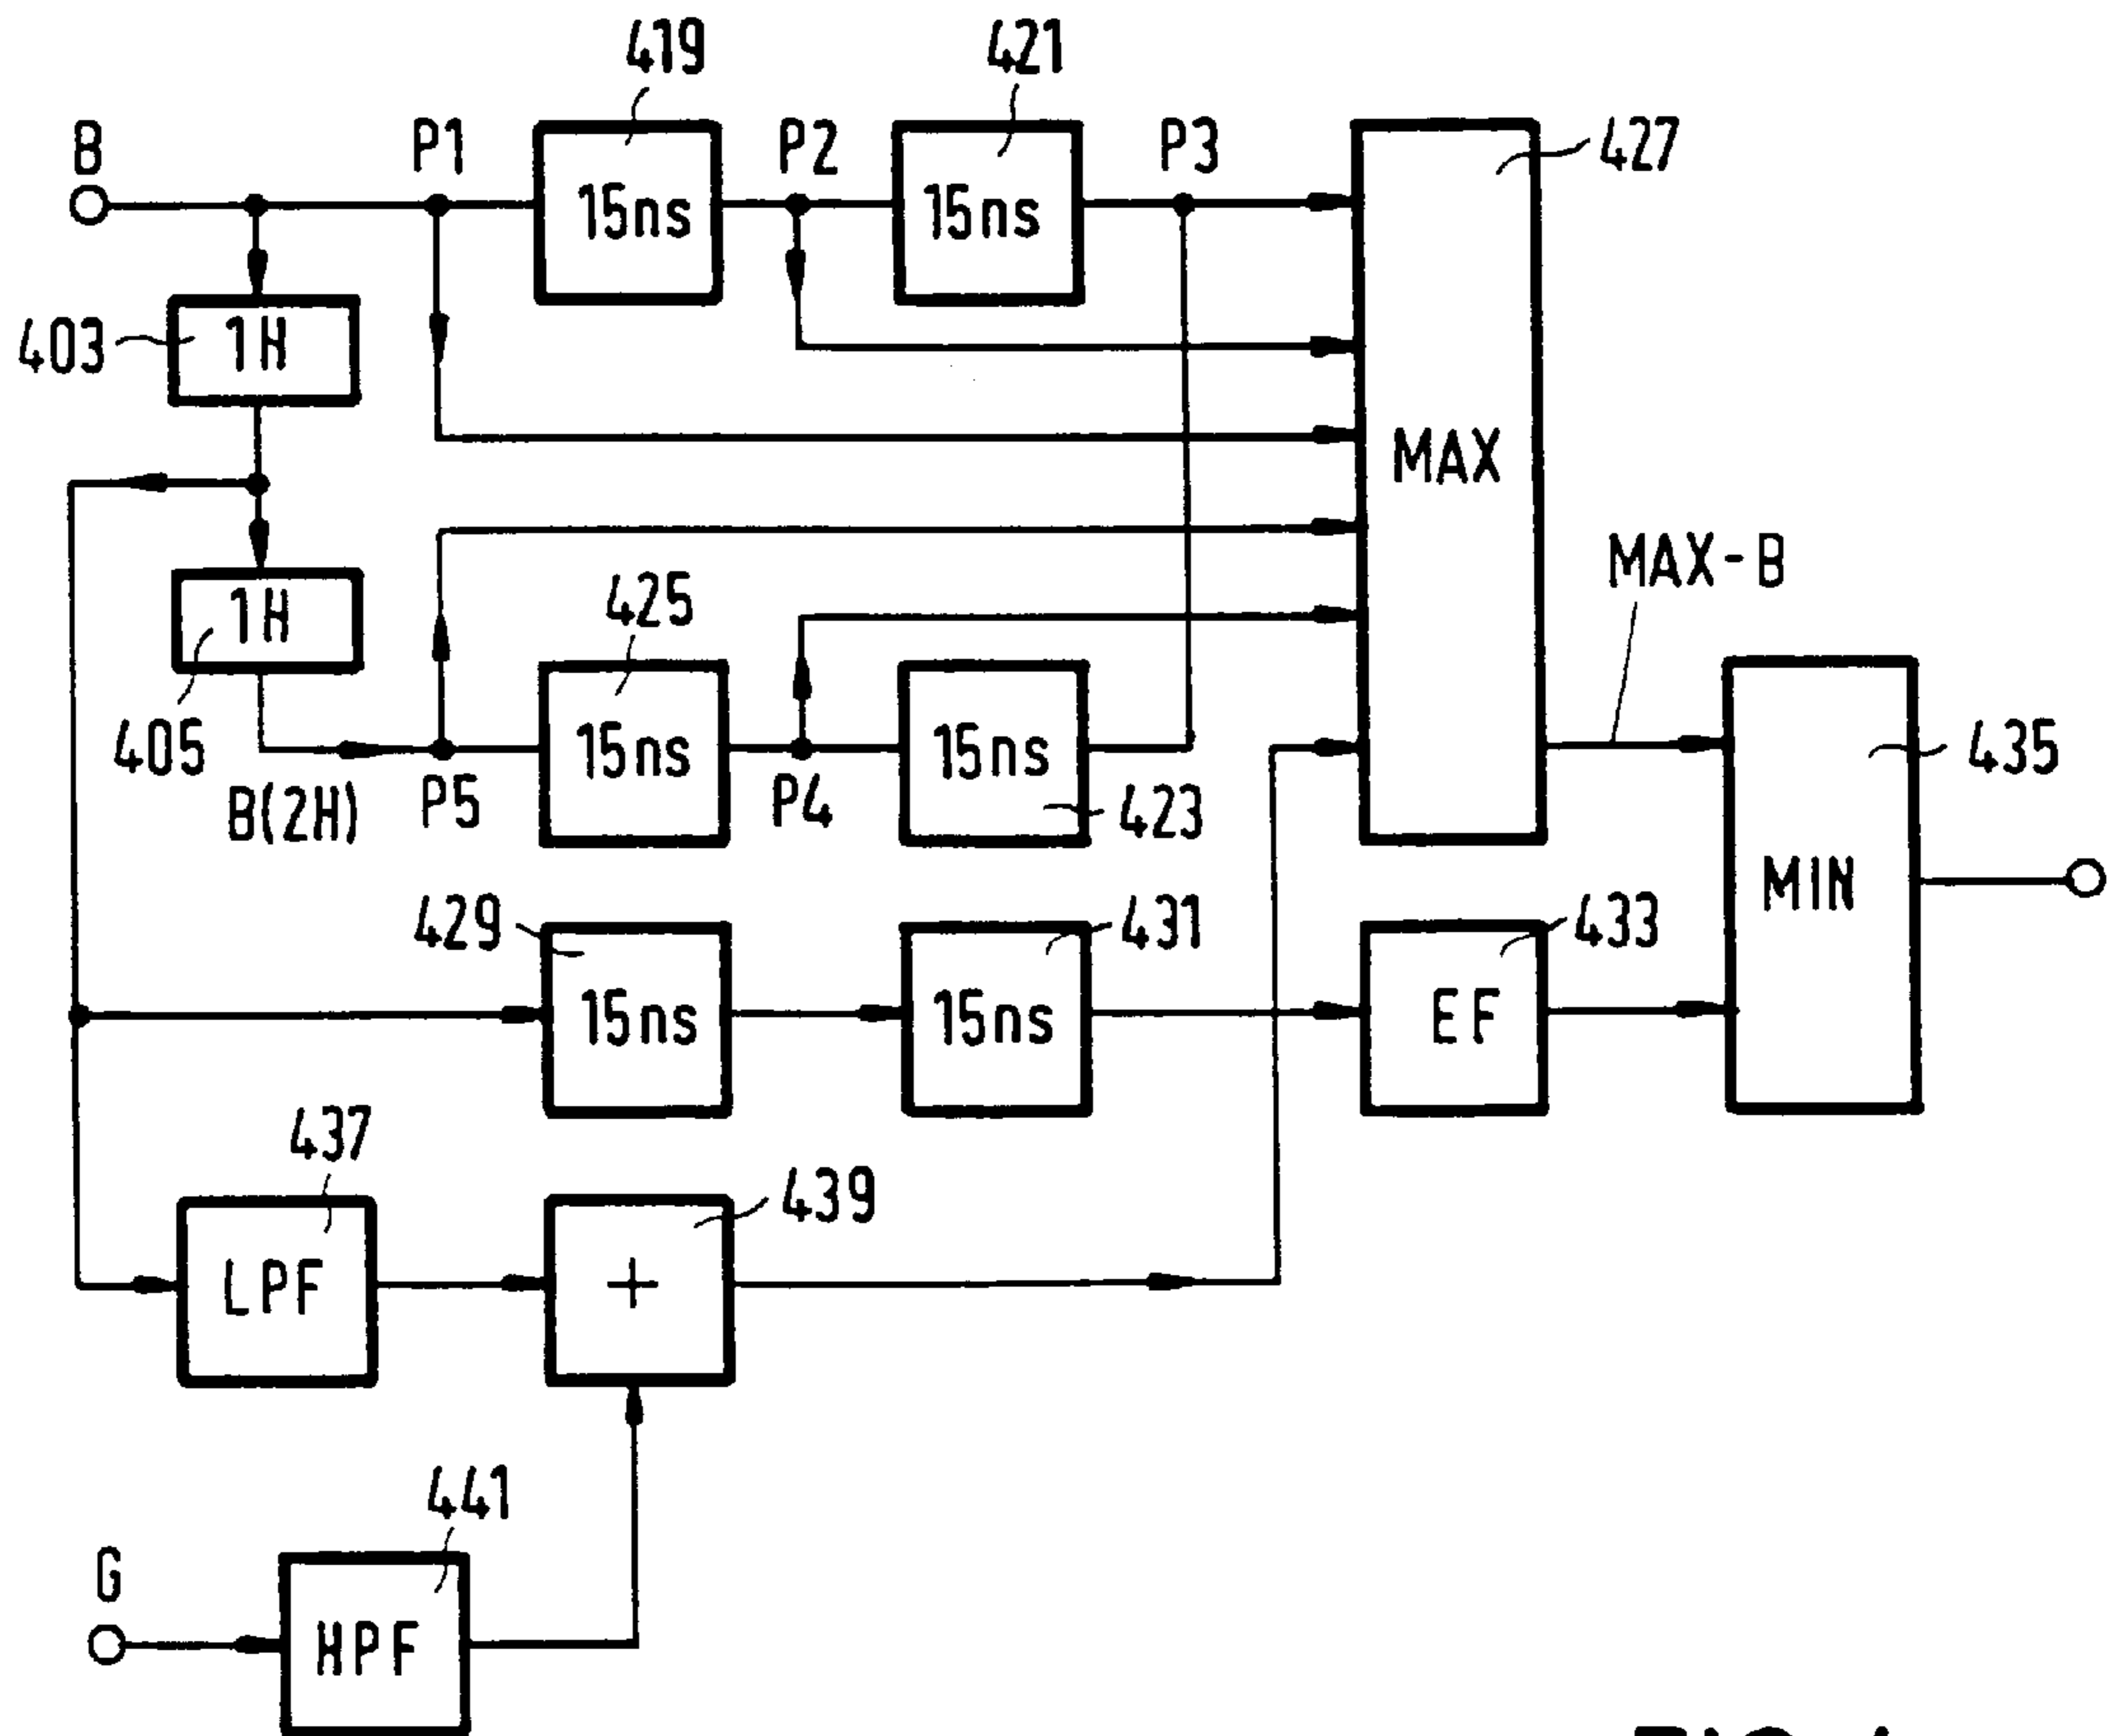 419
421
B
P1
P2
P3
427
15ns
15ns
403
1H
MAX
1H
425
MAX-B
405
15ns
15ns
435
B(2H)
P5
P4
423
429
431
433
MIN
15ns
15ns
EF
437
439
LPF
+
441
G
HPF